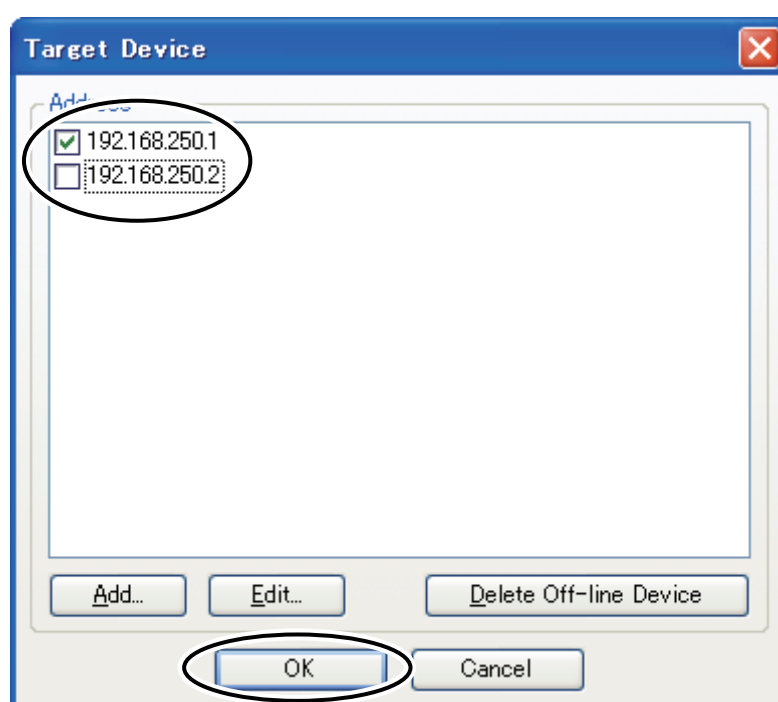 Target Device
192.168.250.1
192.168.250.2
Add...
Edit...
Delete Off-line Device
OK
Cancel